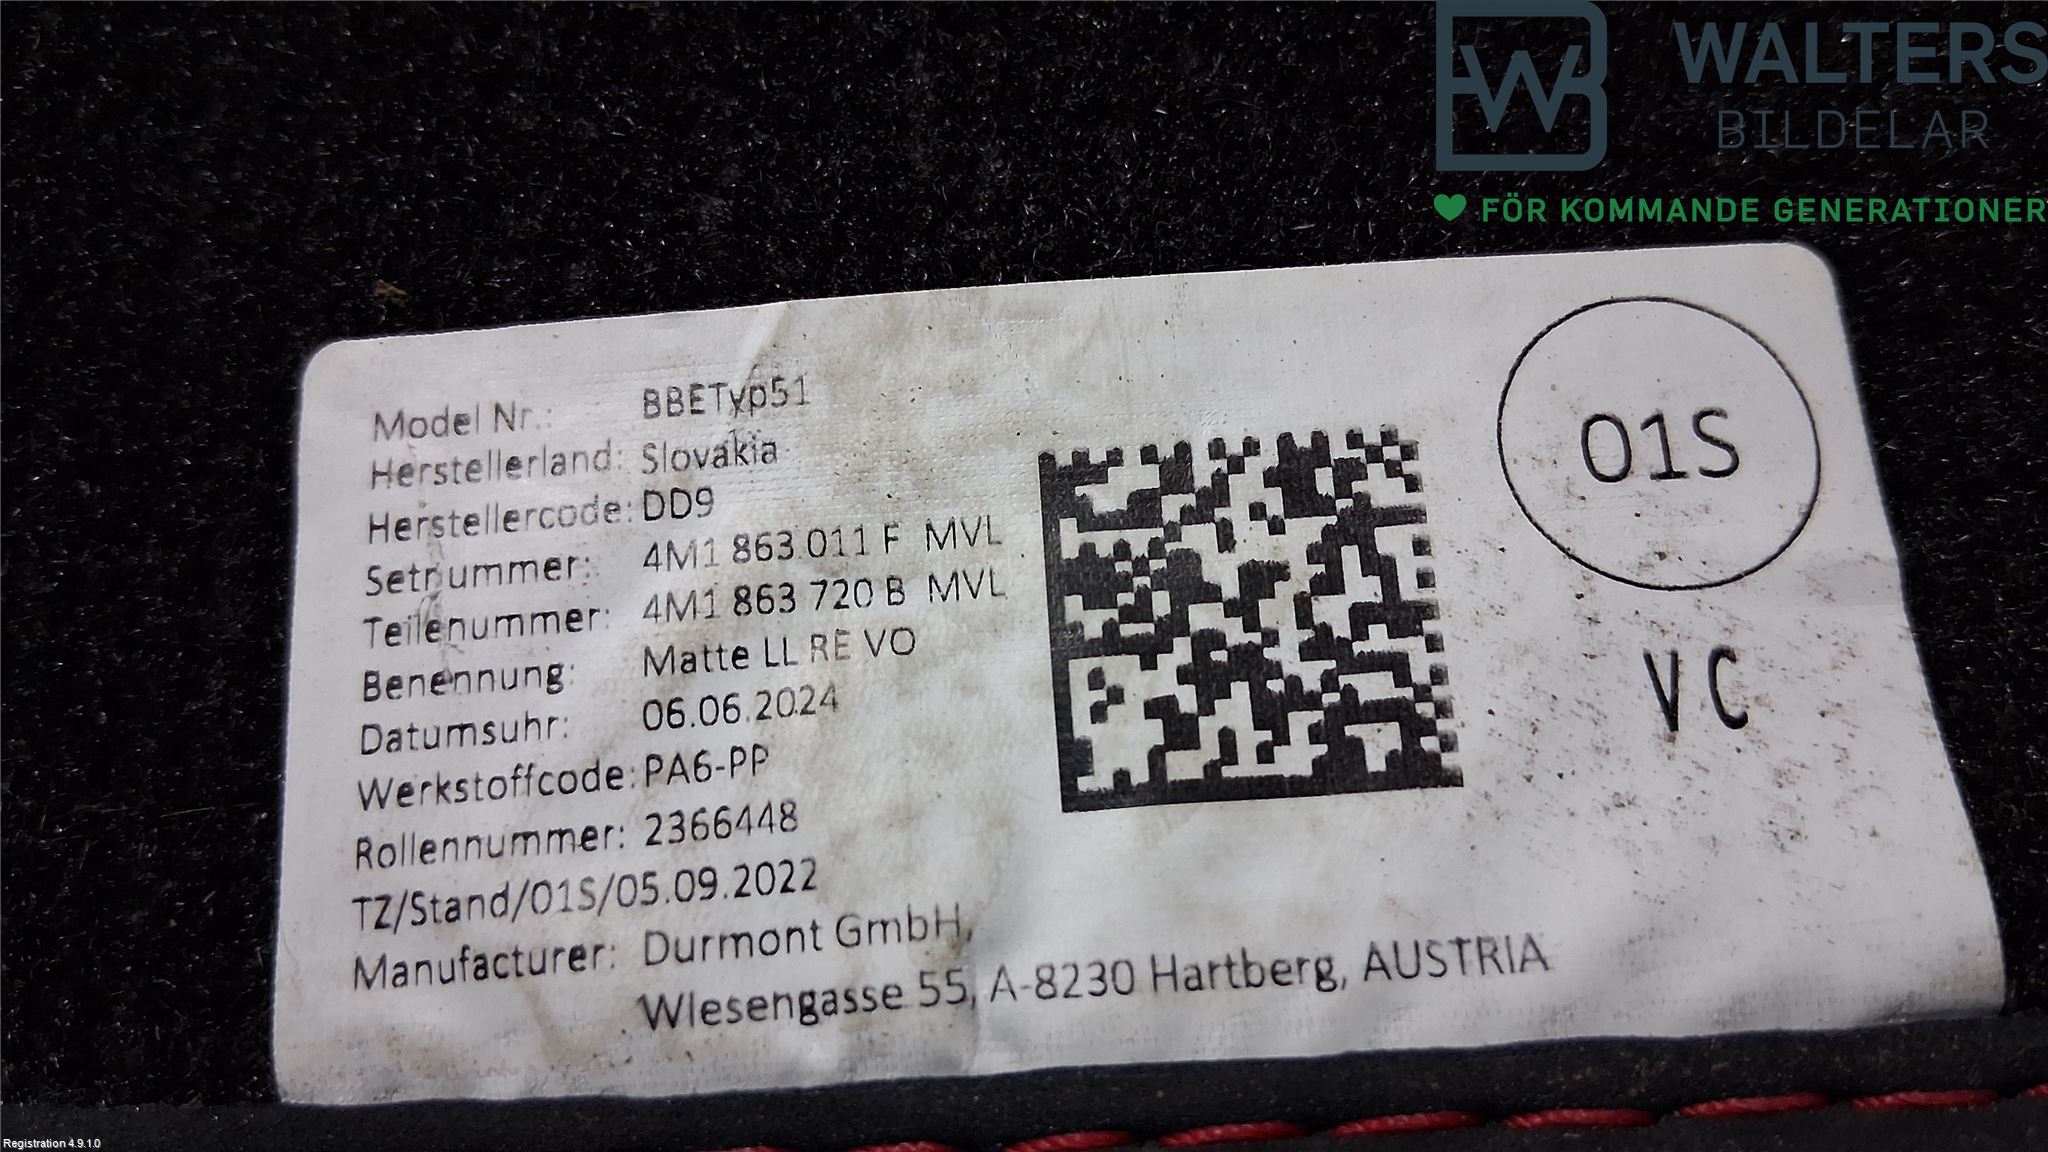 WALTERS
BILDELAR
FÖR KOMMANDE GENERATIONER
Model Nr.: BBETyp51
Herstellerland: Slovakia
Herstellercode: DD9
Setnummer: 4M1 863 011 F MVL
Teilenummer: 4M1 863 720 B MVL
Benennung: Matte LL RE VO
Datumsuhr: 06.06.2024
Werkstoffcode: PA6-PP
Rollennummer: 2366448
TZ/Stand/01S/05.09.2022
Manufacturer: Durmont GmbH,
Wiesengasse 55, A-8230 Hartberg, AUSTRIA
01S
VC
Registration 4.9.1.0